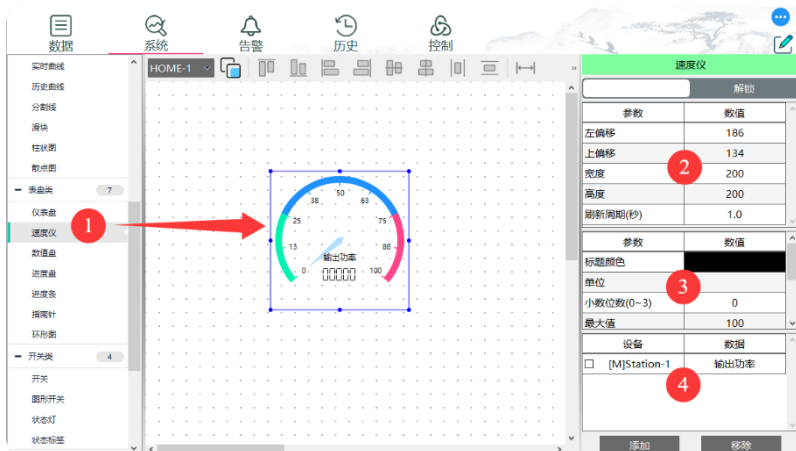 数据 系统 告警 历史 控制
实时曲线
历史曲线
分割线
滑块
柱状图
散点图
表盘类 7
仪表盘
速度仪
数值盘
进度盘
进度条
指南针
环形图
开关类 4
开关
图形开关
状态灯
状态标签
1
HOME-1
50
38 63
25 75
13 88
输出功率
0 100
00000
速度仪
解锁
参数 数值
左偏移 186
上偏移 134
宽度 200
高度 200
刷新周期(秒) 1.0
2
参数 数值
标题颜色
单位
小数位数(0~3) 0
最大值 100
3
设备 数据
[M]Station-1 输出功率
4
添加 移除